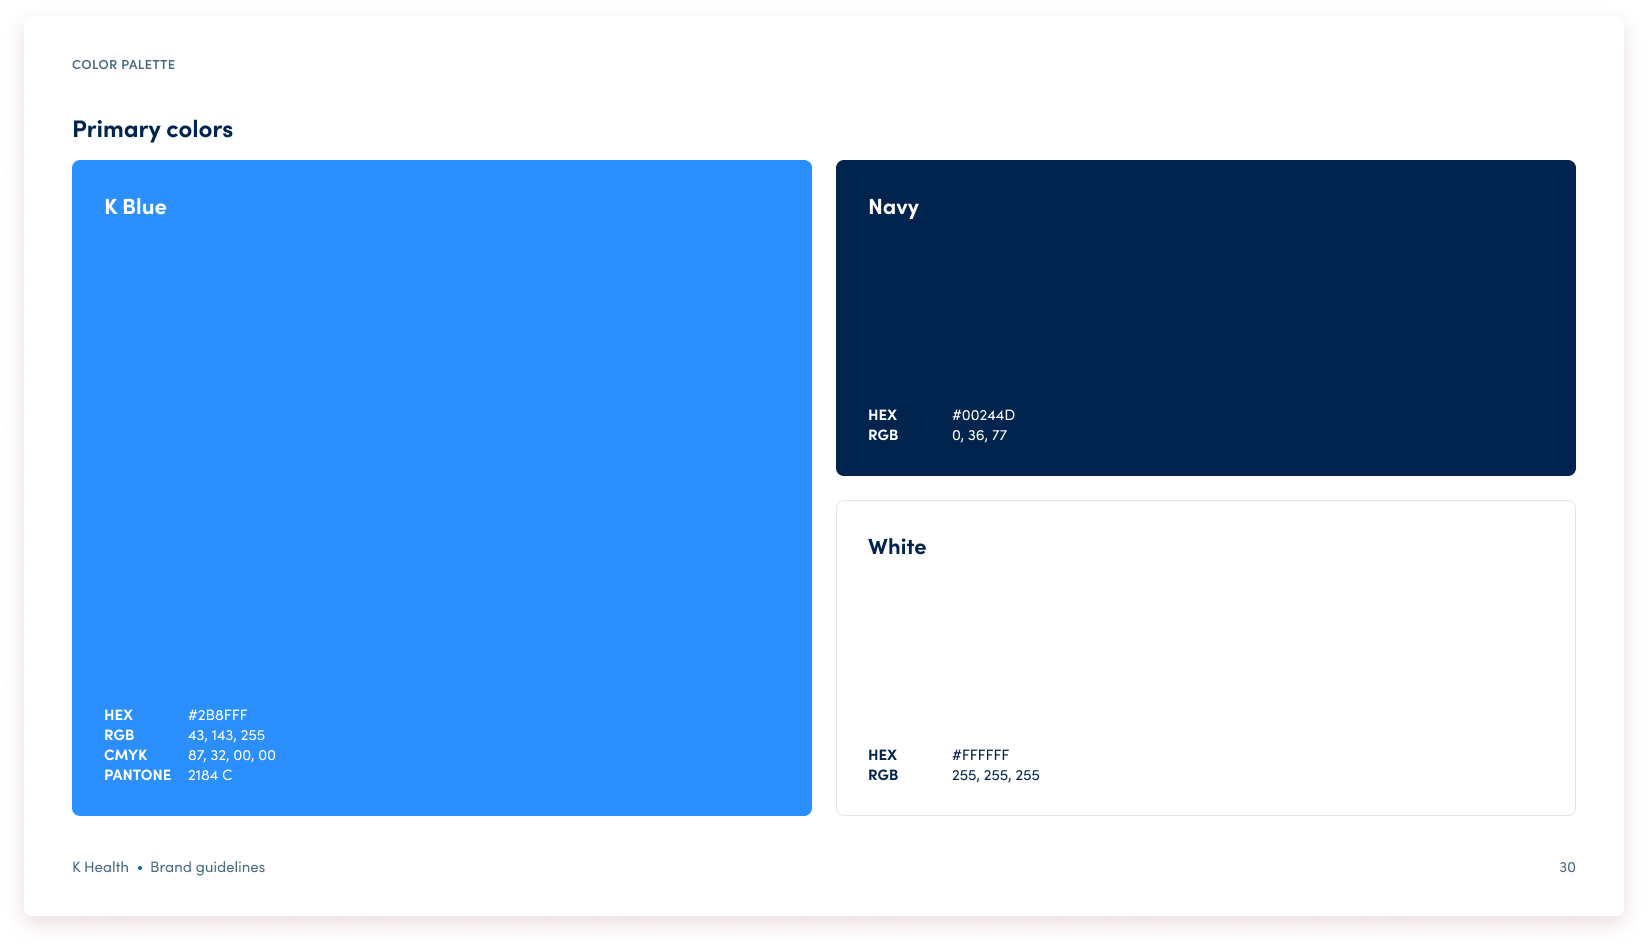 COLOR PALETTE
Primary colors
K Blue
HEX #2B8FFF
RGB 43, 143, 255
CMYK 87, 32, 00, 00
PANTONE 2184 C
Navy
HEX #00244D
RGB 0, 36, 77
White
HEX #FFFFFF
RGB 255, 255, 255
K Health • Brand guidelines
30